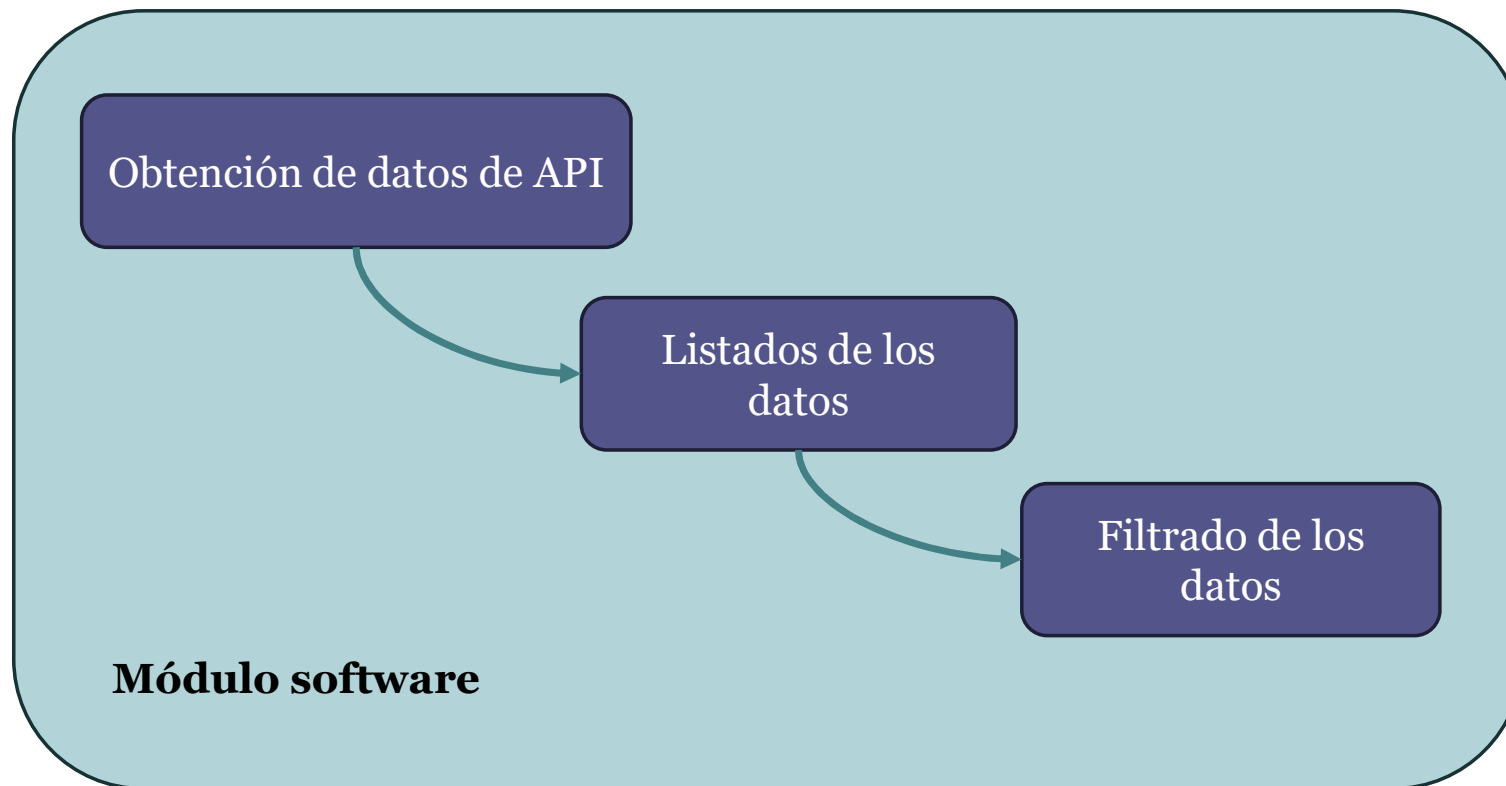 Obtención de datos de API
Listados de los
datos
Filtrado de los
datos
Módulo software